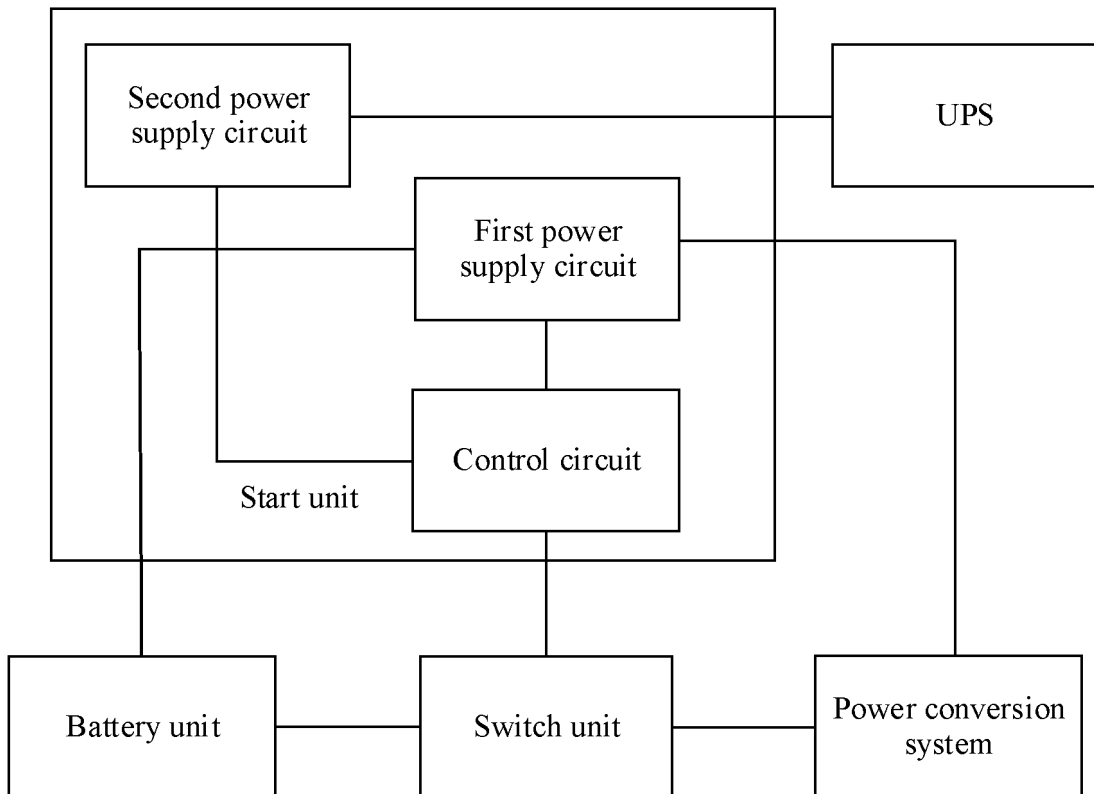 Second power
supply circuit
UPS
First power
supply circuit
Control circuit
Start unit
Battery unit
Switch unit
Power conversion
system